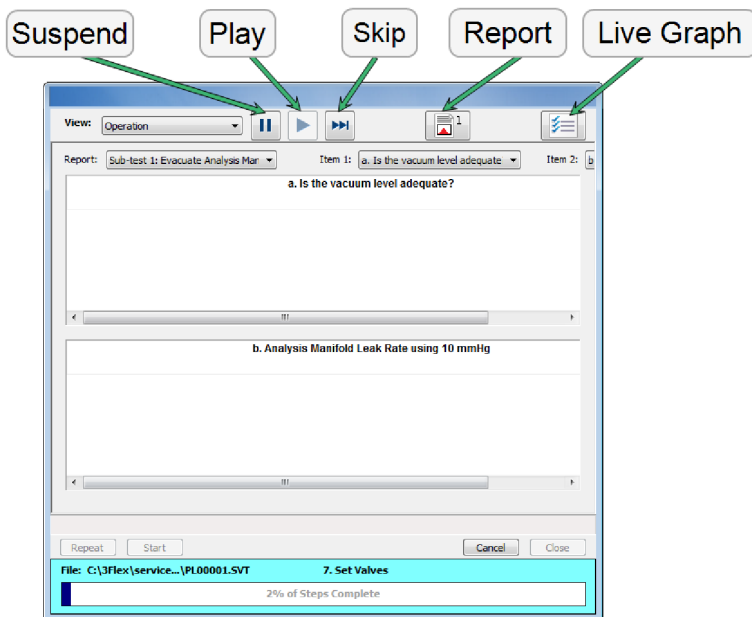 Suspend Play Skip Report Live Graph
View: Operation 1
Report: Sub-test 1: Evacuate Analysis Mar Item 1: a. Is the vacuum level adequate Item 2: b
a. Is the vacuum level adequate?
b. Analysis Manifold Leak Rate using 10 mmHg
Repeat Start Cancel Close
File: C:\3Flex\service...\PL00001.SVT 7. Set Valves
2% of Steps Complete